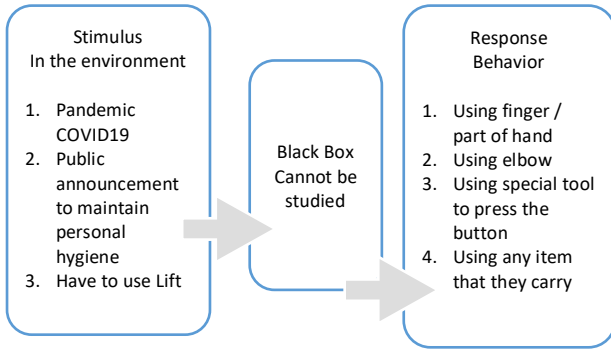 Stimulus
In the environment
1. Pandemic
COVID19
2. Public
announcement
to maintain
personal
hygiene
3. Have to use Lift
Black Box
Cannot be
studied
Response
Behavior
1. Using finger /
part of hand
2. Using elbow
3. Using special tool
to press the
button
4. Using any item
that they carry